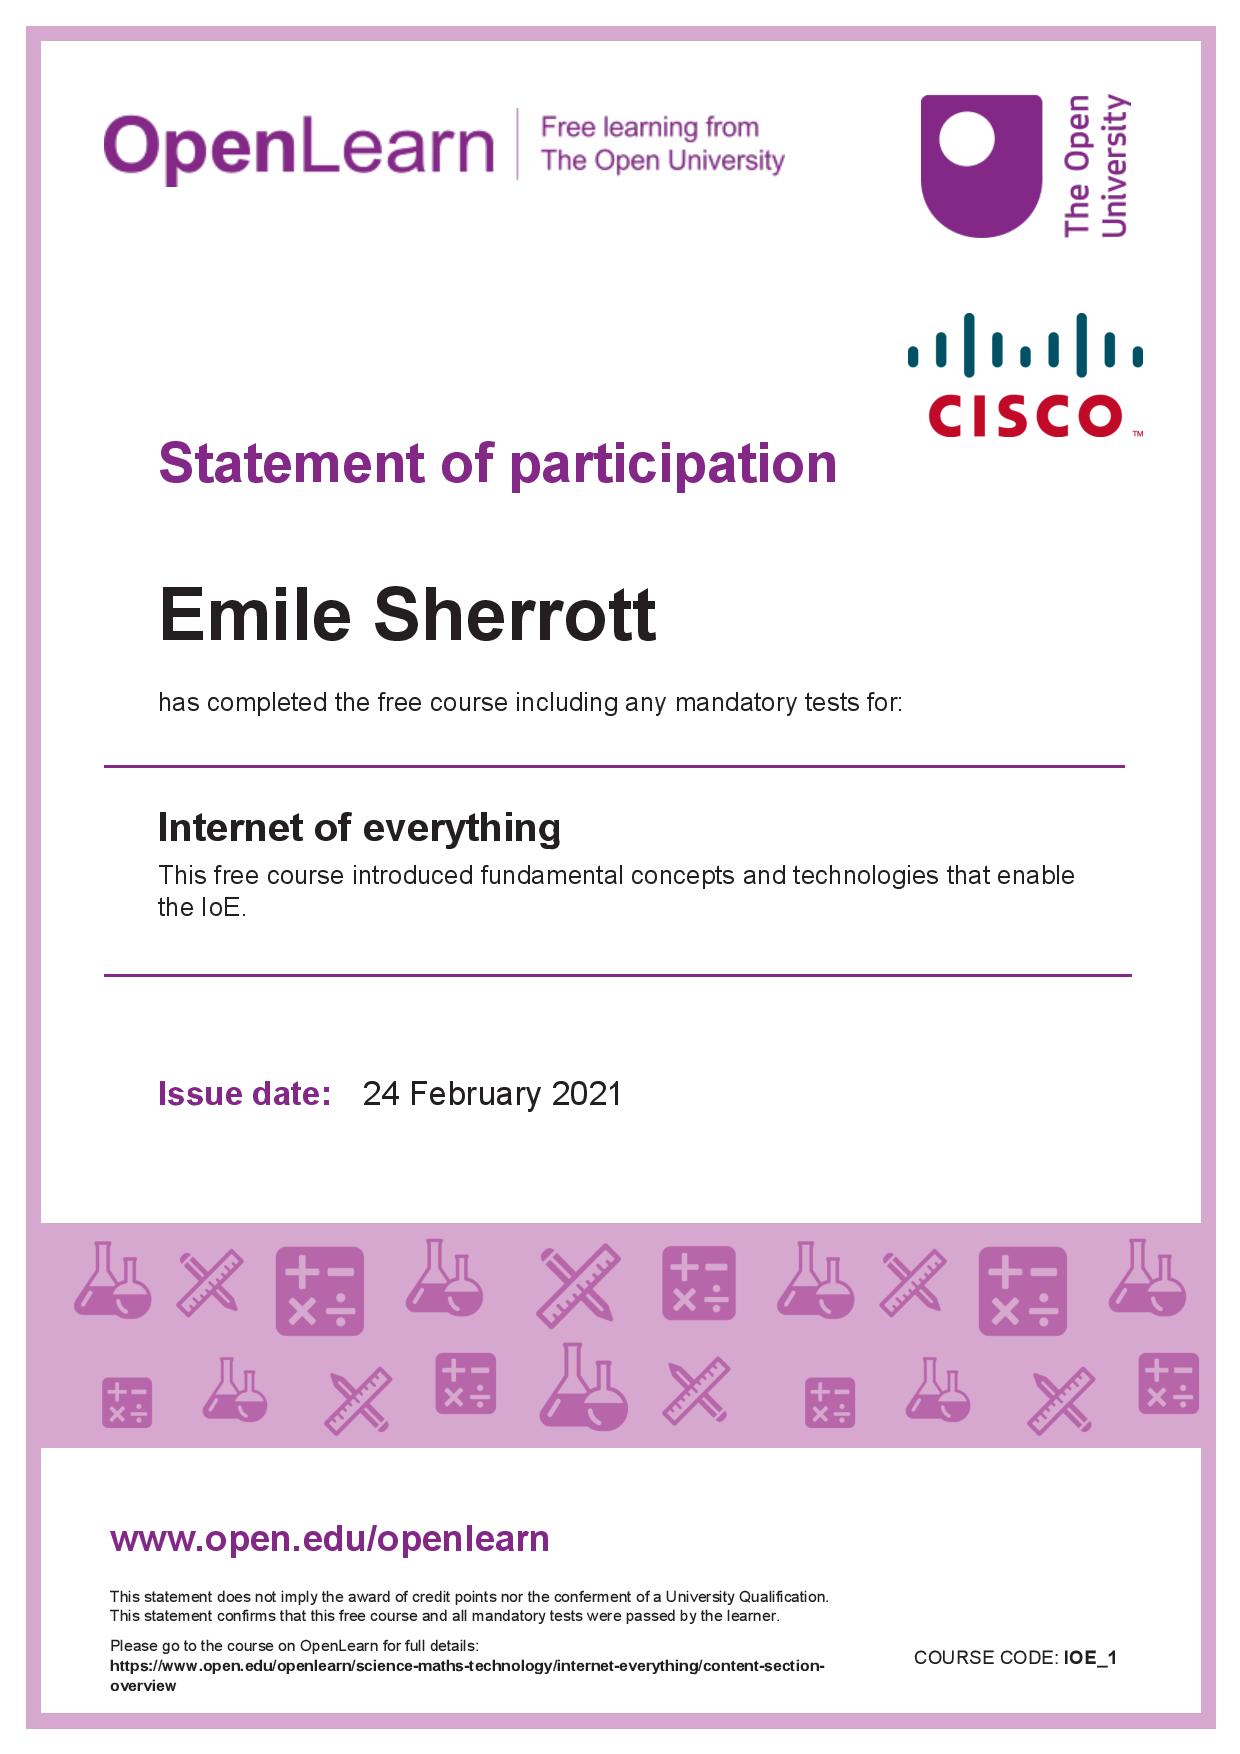 OpenLearn
Free learning from
The Open University
The Open
University
CISCO
TM
Statement of participation
Emile Sherrott
has completed the free course including any mandatory tests for:
Internet of everything
This free course introduced fundamental concepts and technologies that enable
the IoE.
Issue date: 24 February 2021
www.open.edu/openlearn
This statement does not imply the award of credit points nor the conferment of a University Qualification.
This statement confirms that this free course and all mandatory tests were passed by the learner.
Please go to the course on OpenLearn for full details:
https://www.open.edu/openlearn/science-maths-technology/internet-everything/content-section-
overview
COURSE CODE: IOE_1